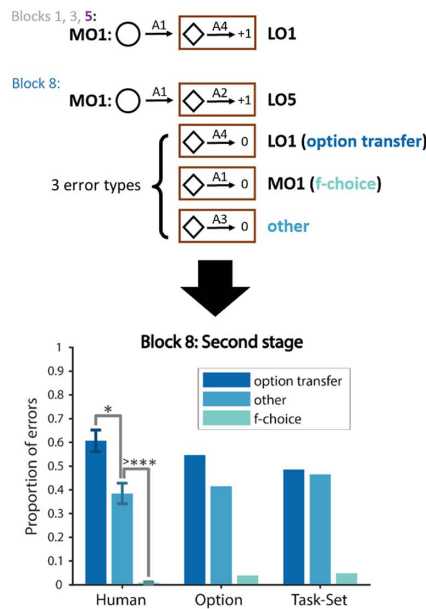 Blocks 1, 3, 5:
MO1: A1 A4 +1 LO1
Block 8:
MO1: A1 A2 +1 LO5
A4 0 LO1 (option transfer)
3 error types A1 0 MO1 (f-choice)
A3 0 other
Block 8: Second stage
1
0.9
0.8
0.7
0.6
0.5
0.4
0.3
0.2
0.1
0
Proportion of errors
option transfer
other
f-choice
*
>***
Human Option Task-Set